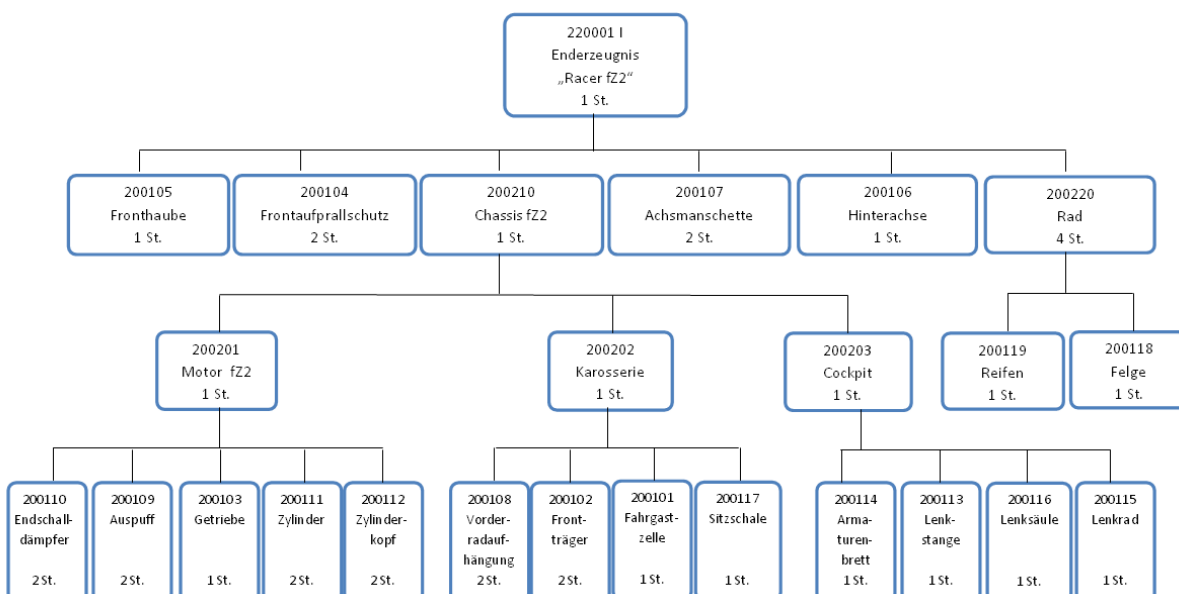 220001 I
Enderzeugnis
„Racer fZ2“
1 St.
200105
Fronthaube
1 St.
200104
Frontaufprallschutz
2 St.
200210
Chassis fZ2
1 St.
200107
Achsmanschette
2 St.
200106
Hinterachse
1 St.
200220
Rad
4 St.
200201
Motor fZ2
1 St.
200202
Karosserie
1 St.
200203
Cockpit
1 St.
200119
Reifen
1 St.
200118
Felge
1 St.
200110
Endschall-
dämpfer
2 St.
200109
Auspuff
2 St.
200103
Getriebe
1 St.
200111
Zylinder
2 St.
200112
Zylinder-
kopf
2 St.
200108
Vorder-
radauf-
hängung
2 St.
200102
Front-
träger
2 St.
200101
Fahrgast-
zelle
1 St.
200117
Sitzschale
1 St.
200114
Arma-
turen-
brett
1 St.
200113
Lenk-
stange
1 St.
200116
Lenksäule
1 St.
200115
Lenkrad
1 St.